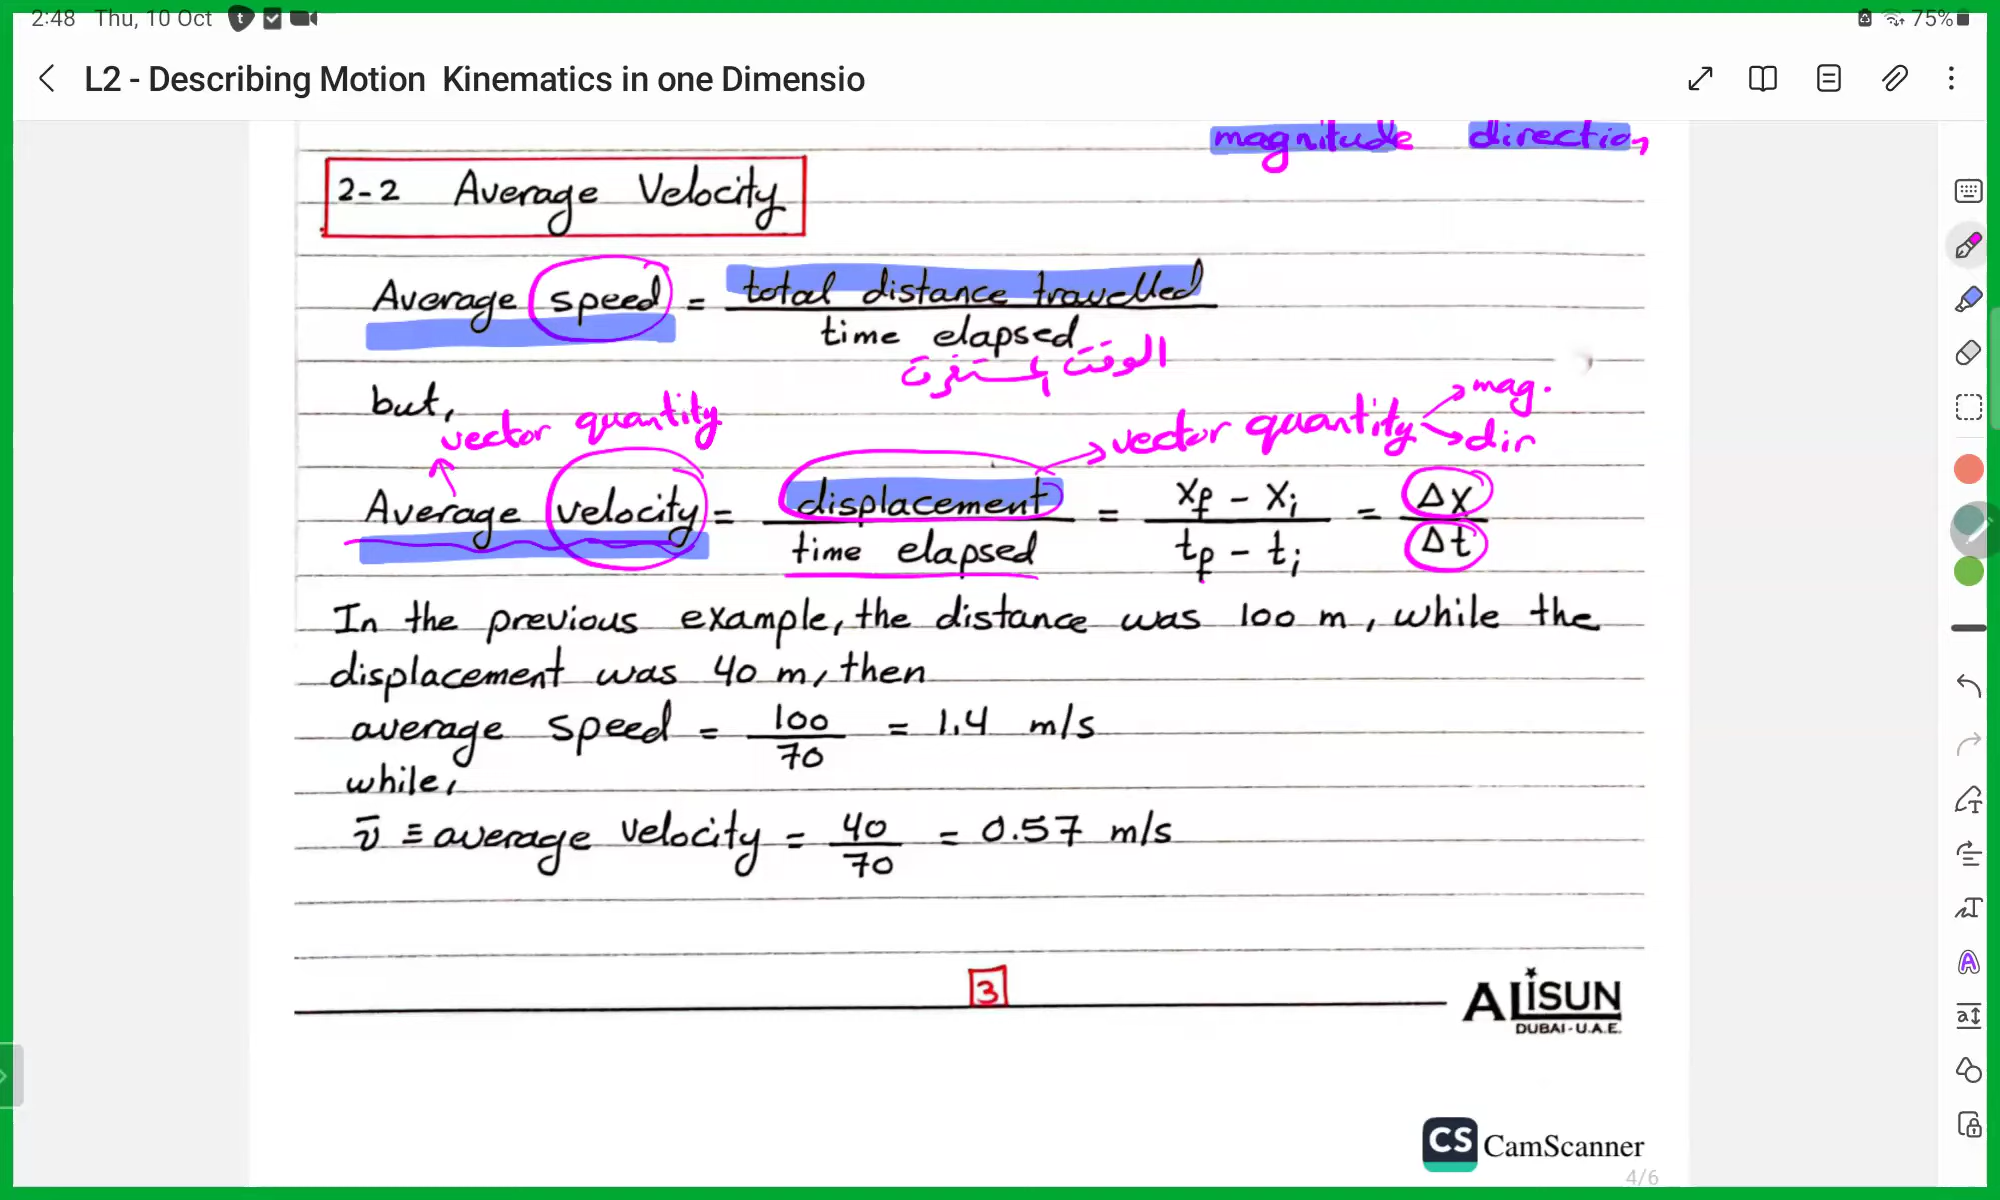 2:48 Thu, 10 Oct t 75%
L2 - Describing Motion Kinematics in one Dimensio
magnitude direction
2-2 Average Velocity
Average speed = total distance travelled / time elapsed
الوقت المستغرق
but,
vector quantity
vector quantity → mag.
→ dir
Average velocity = displacement / time elapsed = xf - xi / tf - ti = Δx / Δt
In the previous example, the distance was 100 m, while the
displacement was 40 m, then
average speed = 100 / 70 = 1.4 m/s
while,
v̄ ≡ average velocity = 40 / 70 = 0.57 m/s
3
ALISUN
DUBAI-U.A.E.
CS CamScanner
4/6